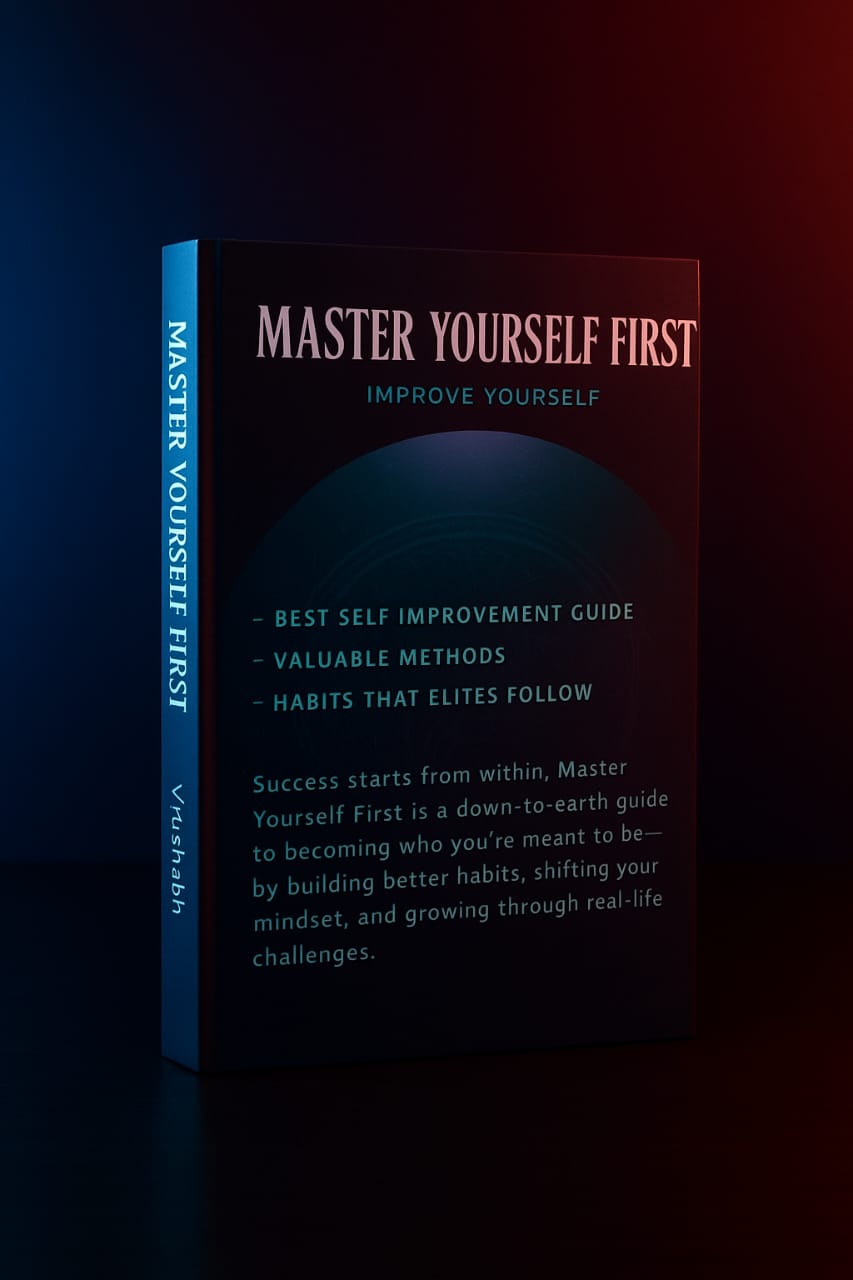 MASTER YOURSELF FIRST
Vrushabh
MASTER YOURSELF FIRST
IMPROVE YOURSELF
– BEST SELF IMPROVEMENT GUIDE
– VALUABLE METHODS
– HABITS THAT ELITES FOLLOW
Success starts from within, Master
Yourself First is a down-to-earth guide
to becoming who you’re meant to be—
by building better habits, shifting your
mindset, and growing through real-life
challenges.